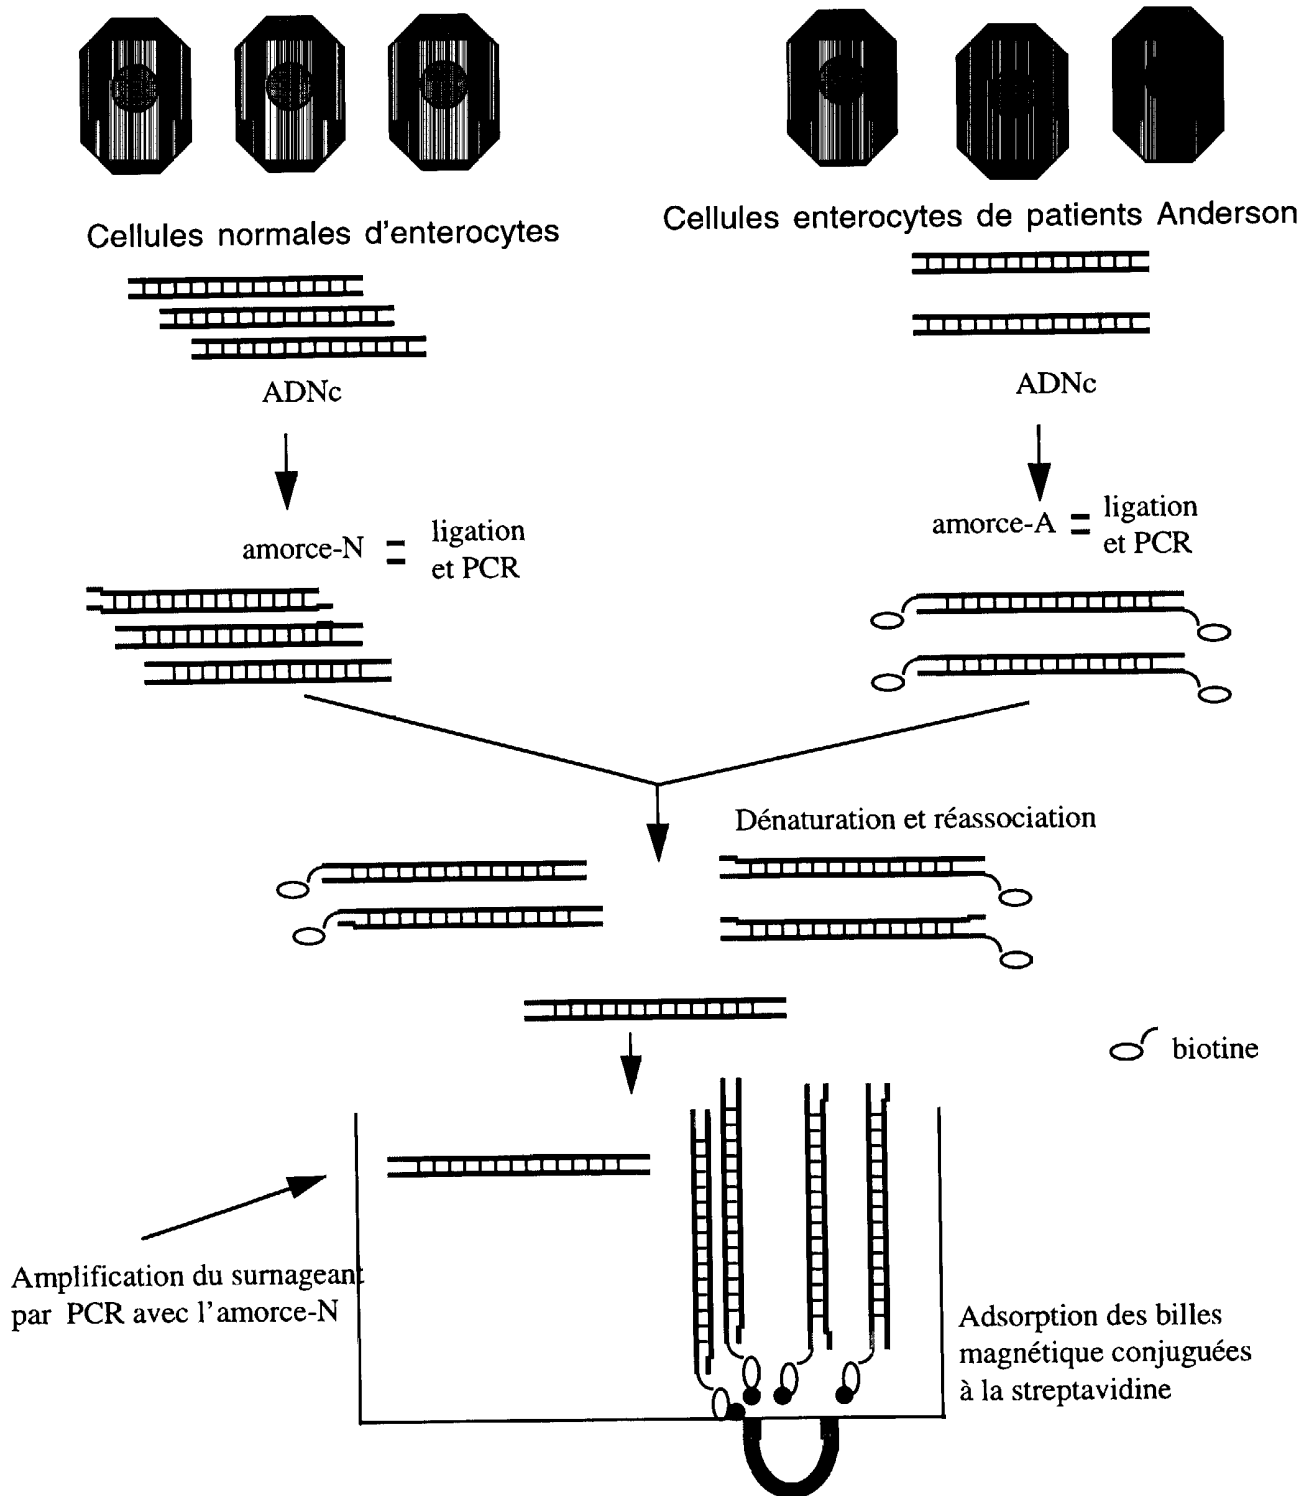 Cellules normales d'enterocytes
Cellules enterocytes de patients Anderson
ADNc
ADNc
amorce-N
ligation
et PCR
amorce-A
ligation
et PCR
Dénaturation et réassociation
biotine
Amplification du surnageant
par PCR avec l'amorce-N
Adsorption des billes
magnétique conjuguées
à la streptavidine